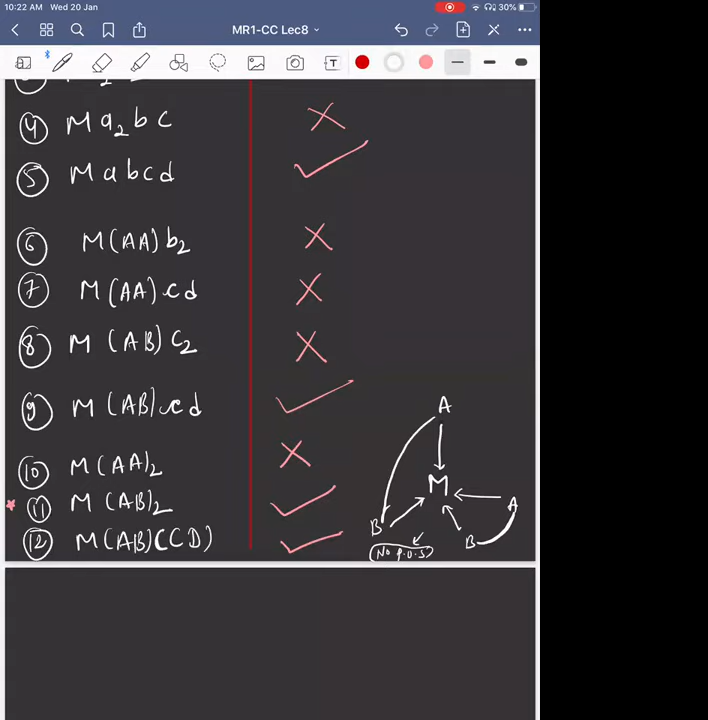 10:22 AM Wed 20 Jan
30%
MR1-CC Lec8
T
4 Ma₂bc
5 Mabcd
6 M(AA)b₂
7 M(AA)cd
8 M(AB)c₂
9 M(AB)cd
10 M(AA)₂
11 M(AB)₂
12 M(AB)(CD)
A
M
A
B
B
No P.O.S